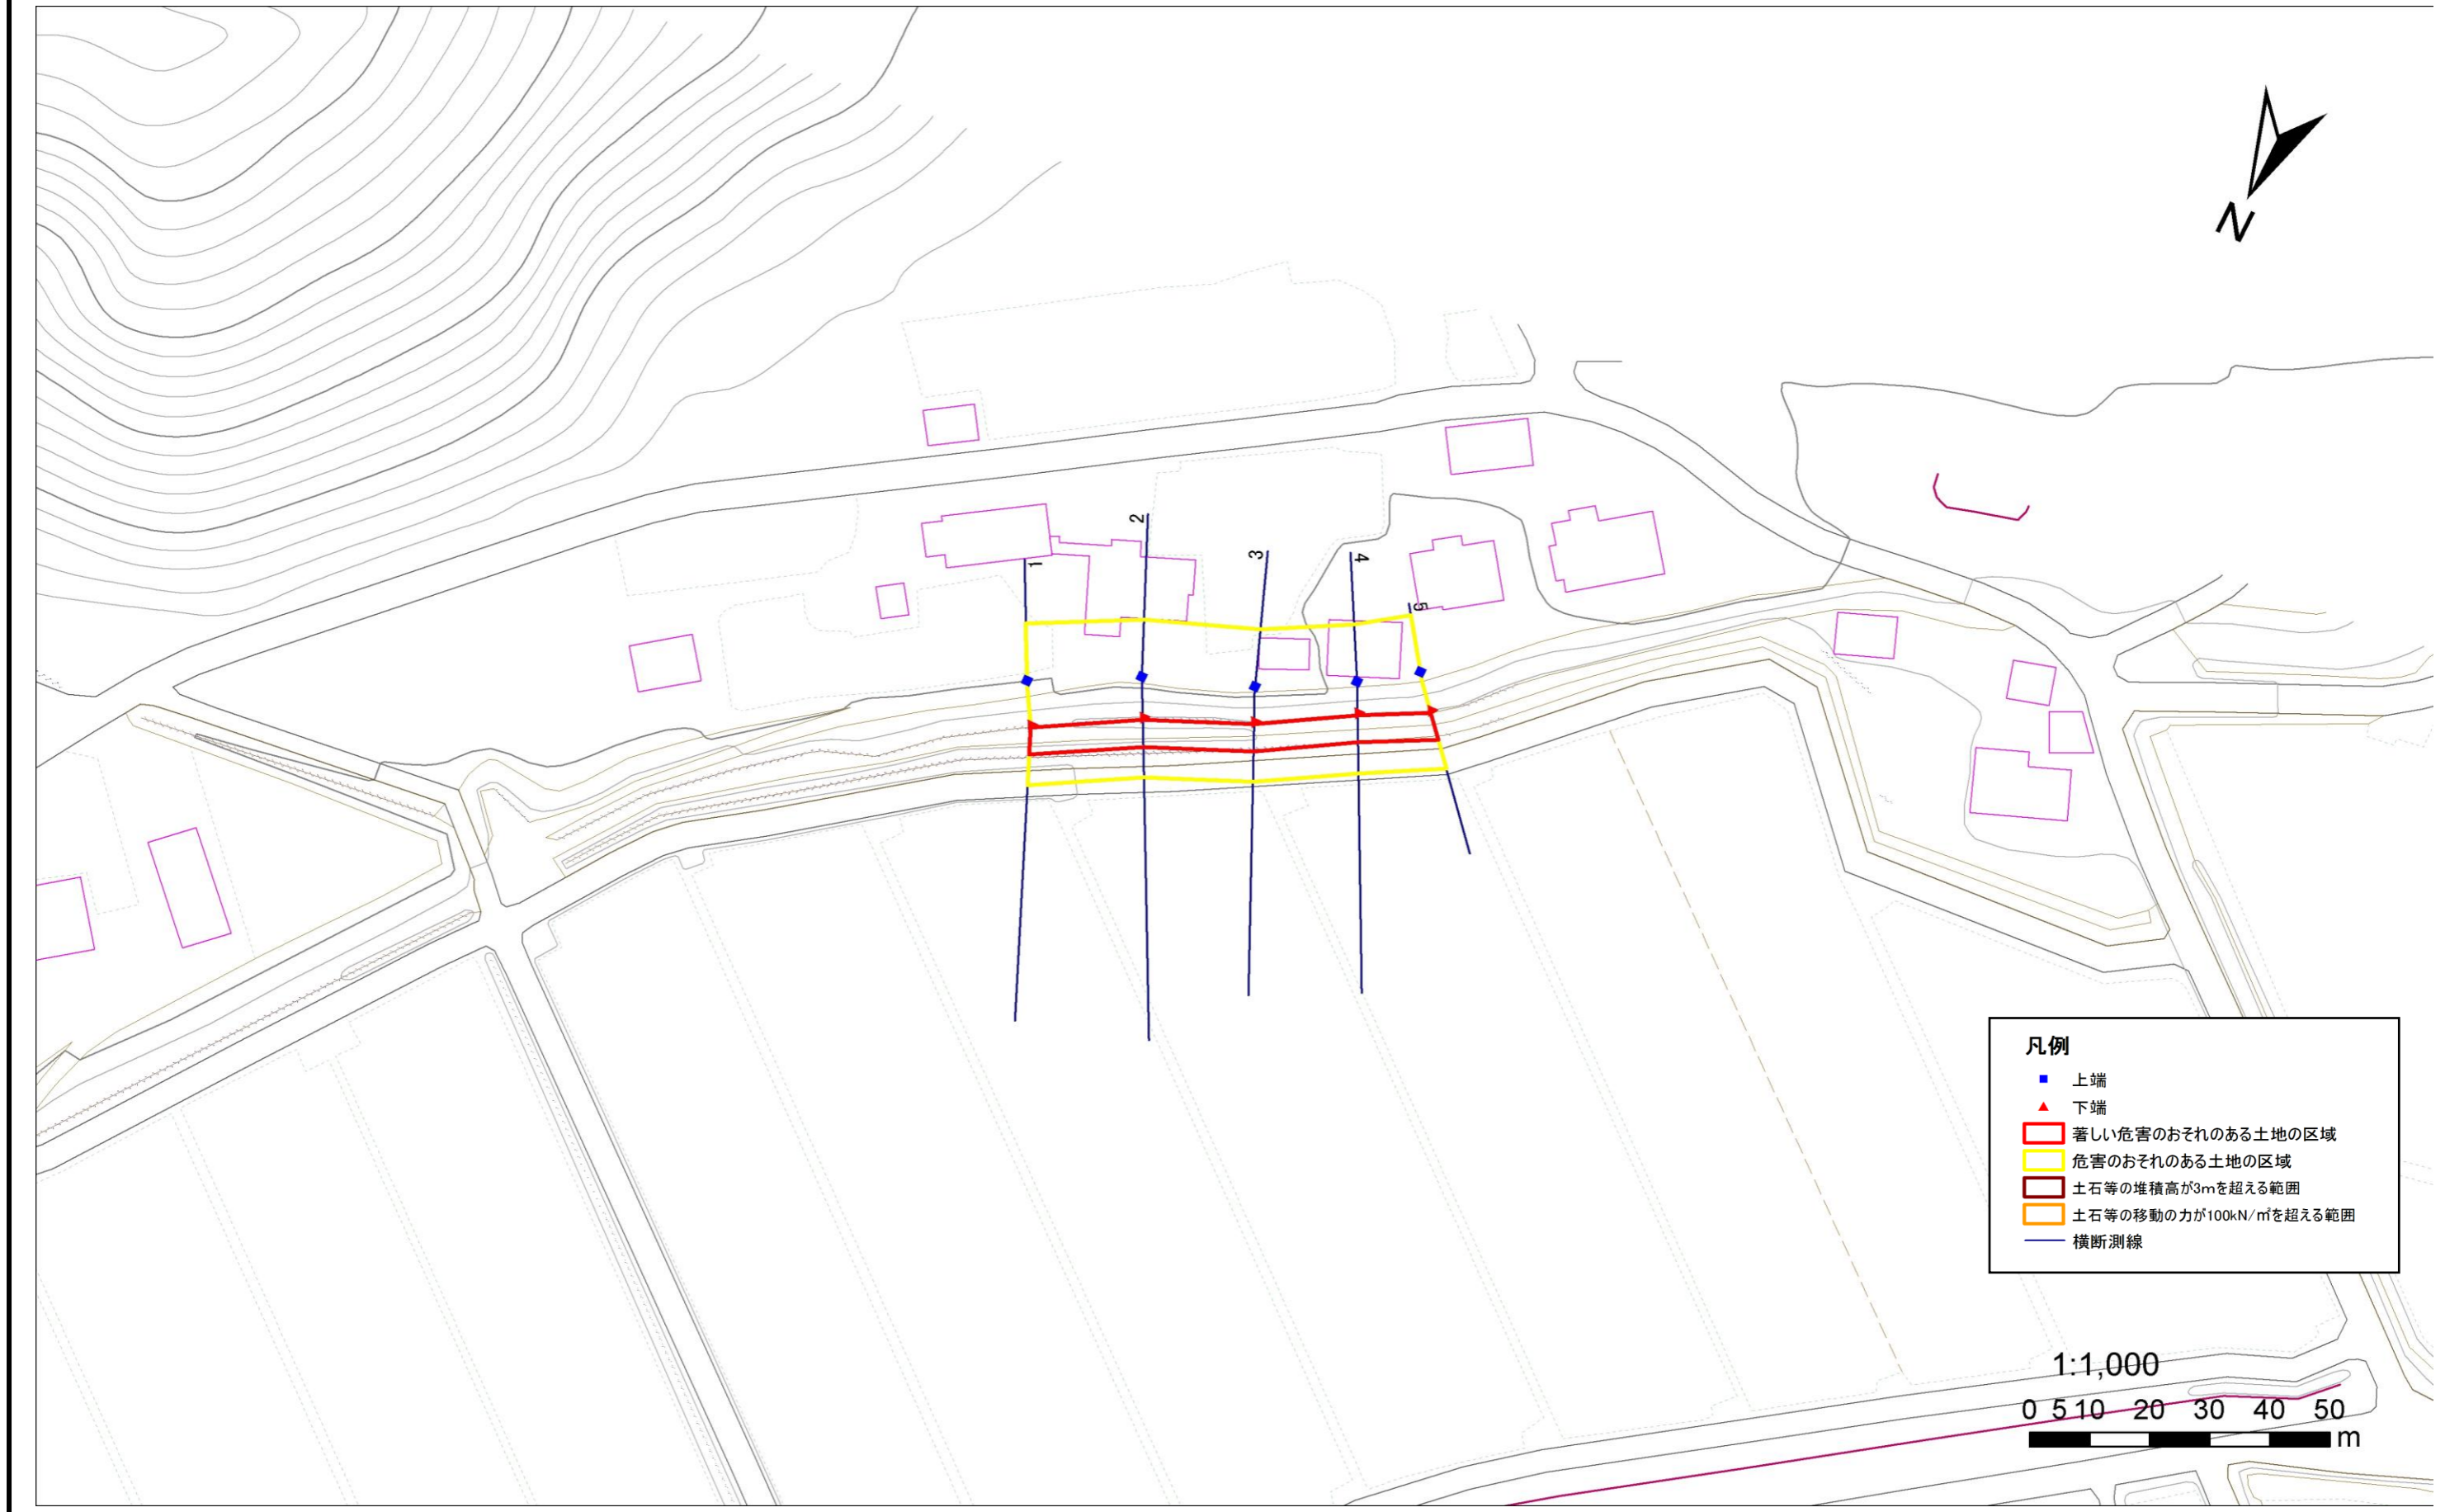 N
1
2
3
4
5
凡例
上端
下端
著しい危害のおそれのある土地の区域
危害のおそれのある土地の区域
土石等の堆積高が3mを超える範囲
土石等の移動の力が100kN/㎡を超える範囲
横断測線
1:1,000
0 5 10 20 30 40 50
m